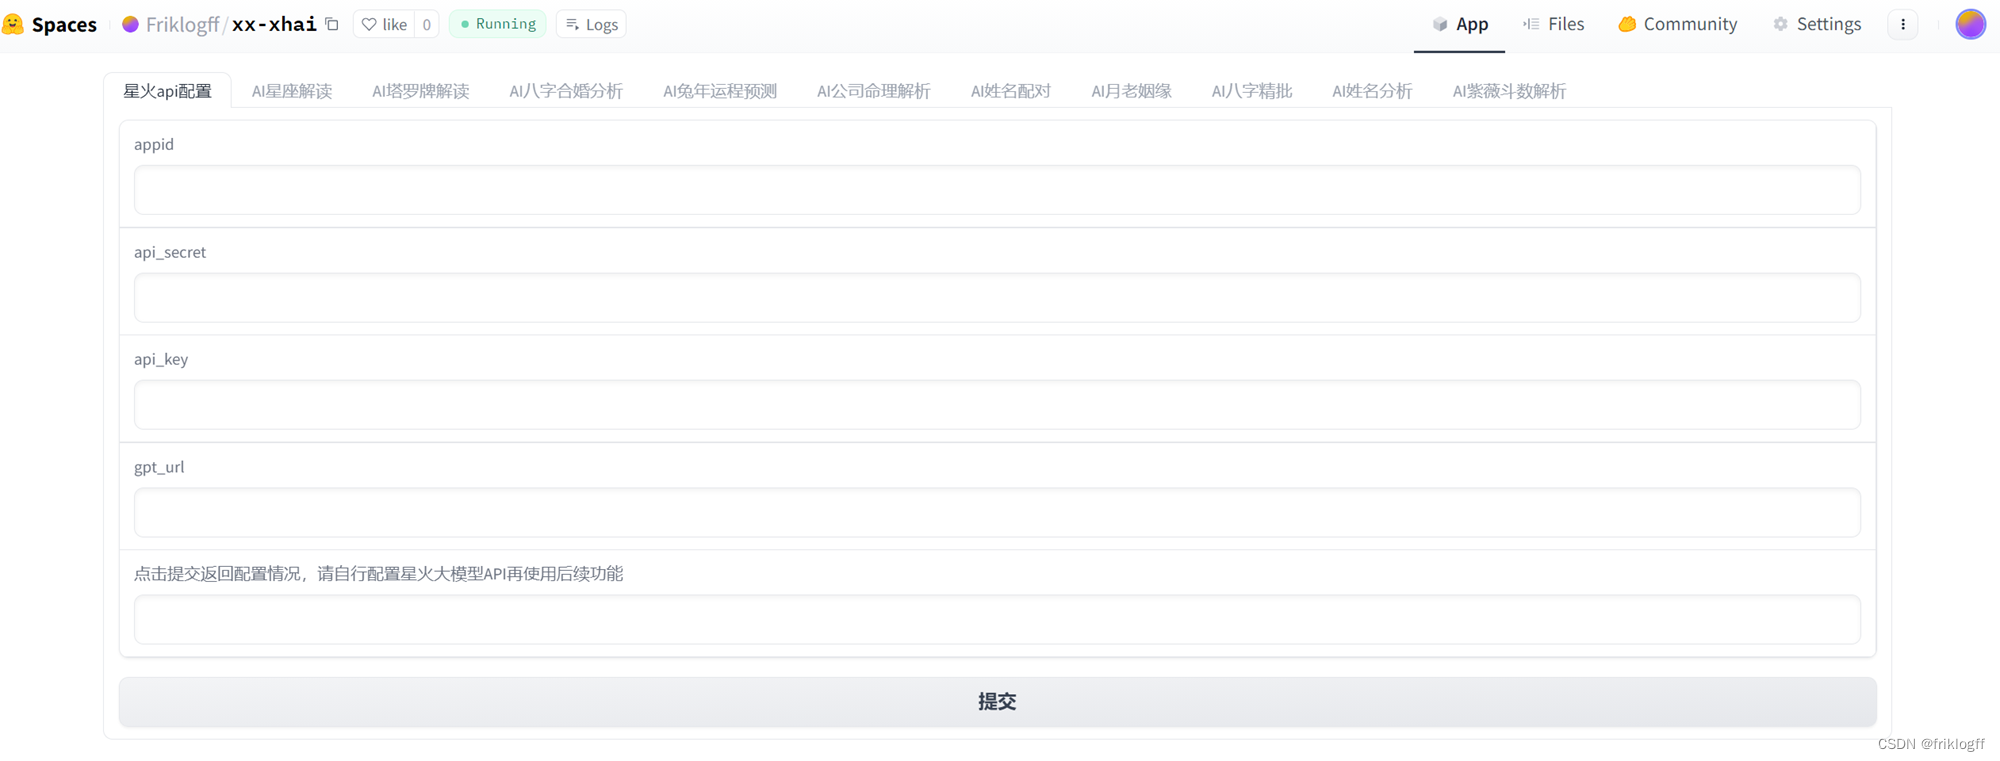 Spaces Friklogff/xx-xhai like 0 Running Logs App Files Community Settings
星火api配置 AI星座解读 AI塔罗牌解读 AI八字合婚分析 AI兔年运程预测 AI公司命理解析 AI姓名配对 AI月老姻缘 AI八字精批 AI姓名分析 AI紫薇斗数解析
appid
api_secret
api_key
gpt_url
点击提交返回配置情况，请自行配置星火大模型API再使用后续功能
提交
CSDN @friklogff